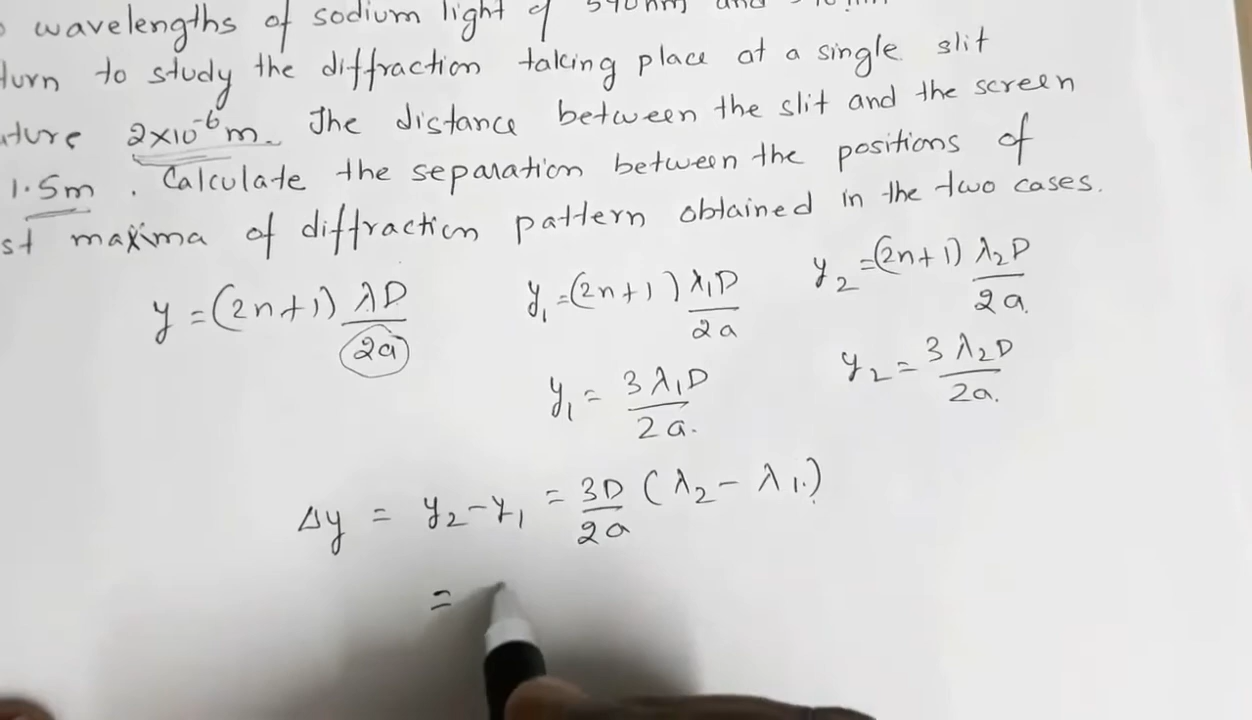 wavelengths of sodium light of 590nm and
turn to study the diffraction taking place at a single slit
2×10⁻⁶m. The distance between the slit and the screen
1.5m. Calculate the separation between the positions of
st maxima of diffraction pattern obtained in the two cases.
y = (2n+1) λD / 2a
y₁ = (2n+1) λ₁D / 2a
y₂ = (2n+1) λ₂D / 2a
y₁ = 3λ₁D / 2a.
y₂ = 3λ₂D / 2a.
Δy = y₂-y₁ = 3D / 2a (λ₂ - λ₁)
=